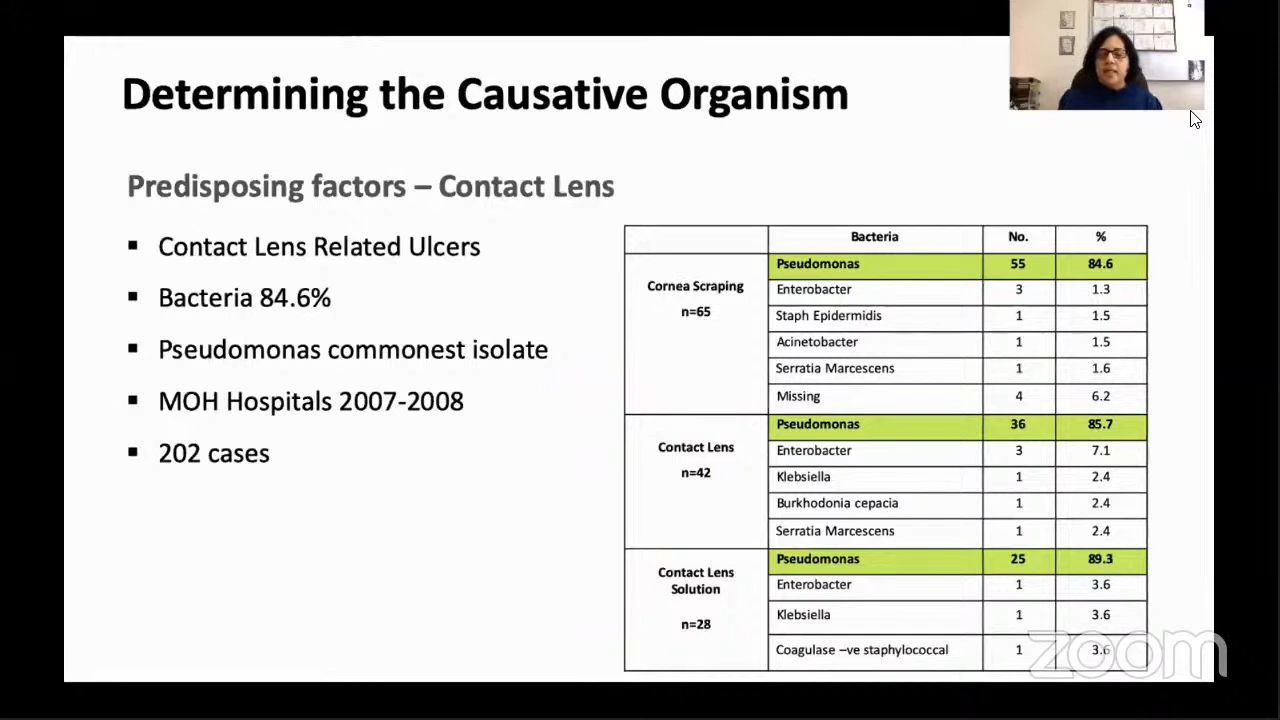 Determining the Causative Organism
Predisposing factors – Contact Lens
▪ Contact Lens Related Ulcers
▪ Bacteria 84.6%
▪ Pseudomonas commonest isolate
▪ MOH Hospitals 2007-2008
▪ 202 cases
Bacteria No. %
Cornea Scraping
n=65
Pseudomonas 55 84.6
Enterobacter 3 1.3
Staph Epidermidis 1 1.5
Acinetobacter 1 1.5
Serratia Marcescens 1 1.6
Missing 4 6.2
Contact Lens
n=42
Pseudomonas 36 85.7
Enterobacter 3 7.1
Klebsiella 1 2.4
Burkhodonia cepacia 1 2.4
Serratia Marcescens 1 2.4
Contact Lens
Solution
n=28
Pseudomonas 25 89.3
Enterobacter 1 3.6
Klebsiella 1 3.6
Coagulase –ve staphylococcal 1 3.6
zoom